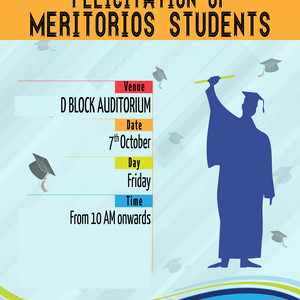 FELICITATION OF
MERITORIOS STUDENTS
Venue
D BLOCK AUDITORIUM
Date
7th October
Day
Friday
Time
From 10 AM onwards